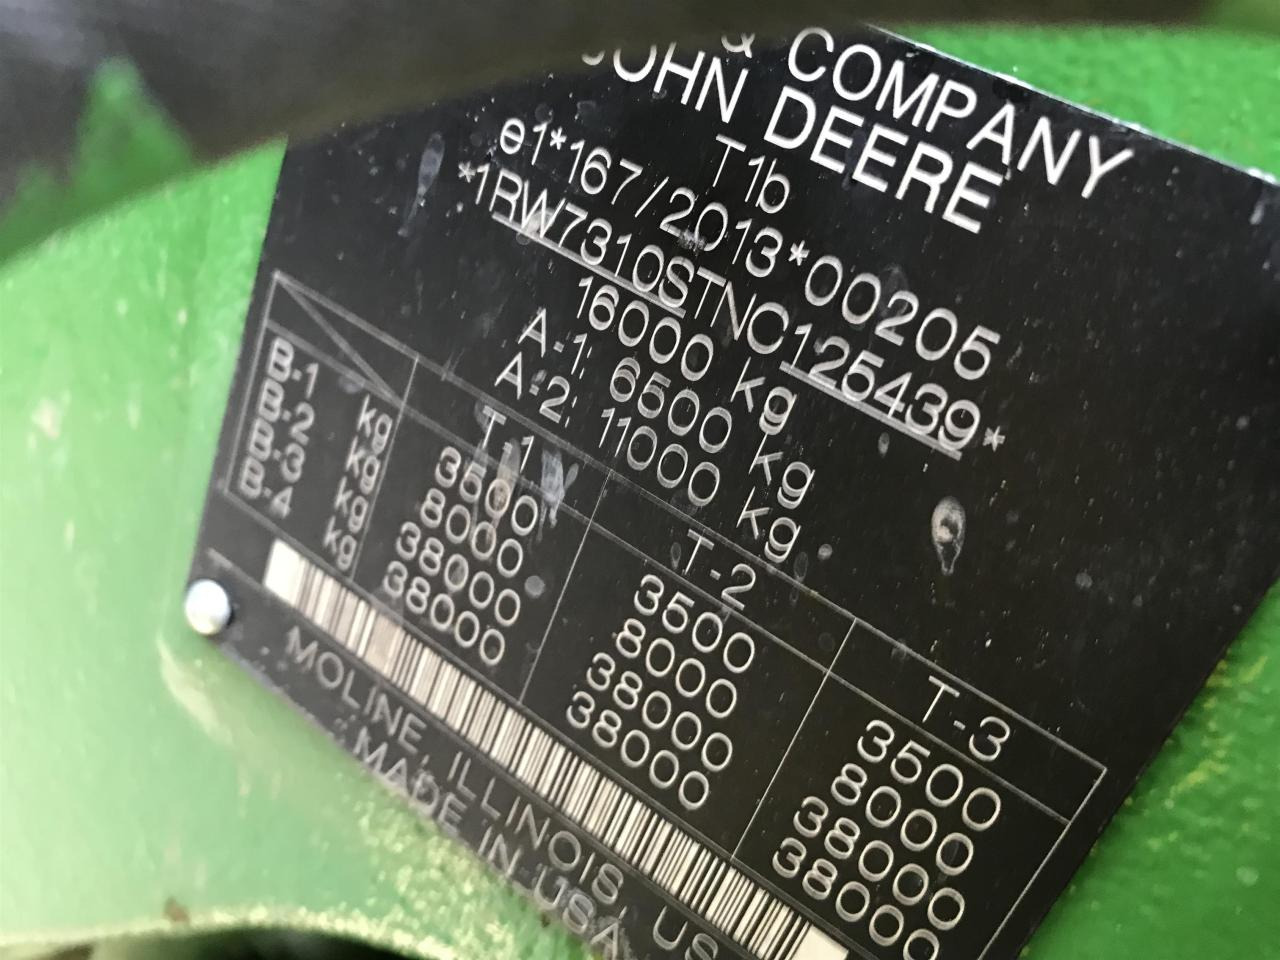 & COMPANY
JOHN DEERE
T1b
e1*167/2013*00205
*1RW7310STNC125439*
16000 kg
A-1: 6500 kg
A-2: 11000 kg
T-1 T-2 T-3
B-1 kg 3500 3500 3500
B-2 kg 8000 8000 8000
B-3 kg 38000 38000 38000
B-4 kg 38000 38000 38000
MOLINE, ILLINOIS, US
MADE IN USA